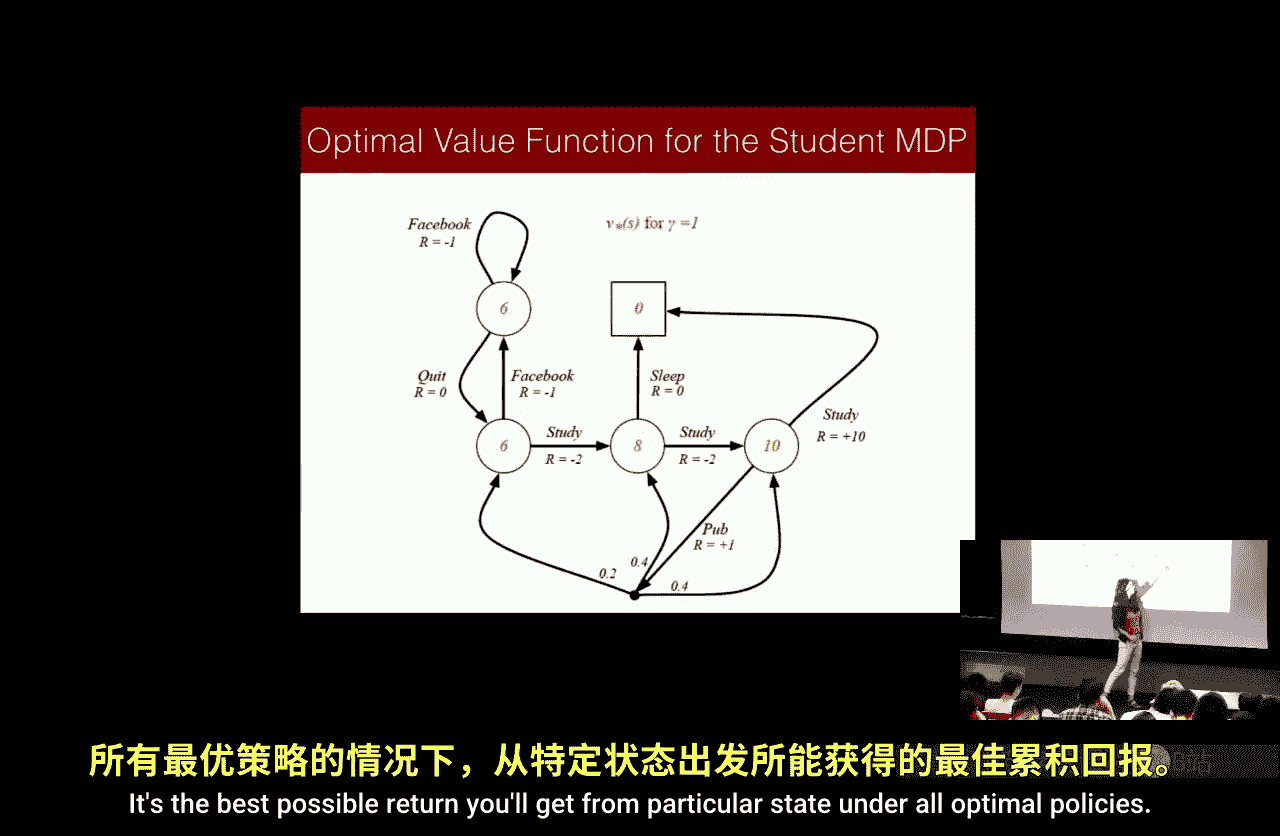 Optimal Value Function for the Student MDP
Facebook
R = -1
v*(s) for γ =1
6
0
Quit
R = 0
Facebook
R = -1
Sleep
R = 0
Study
R = +10
6
Study
R = -2
8
Study
R = -2
10
Pub
R = +1
0.4
0.2
0.4
所有最优策略的情况下，从特定状态出发所能获得的最佳累积回报。
B站
It's the best possible return you'll get from particular state under all optimal policies.